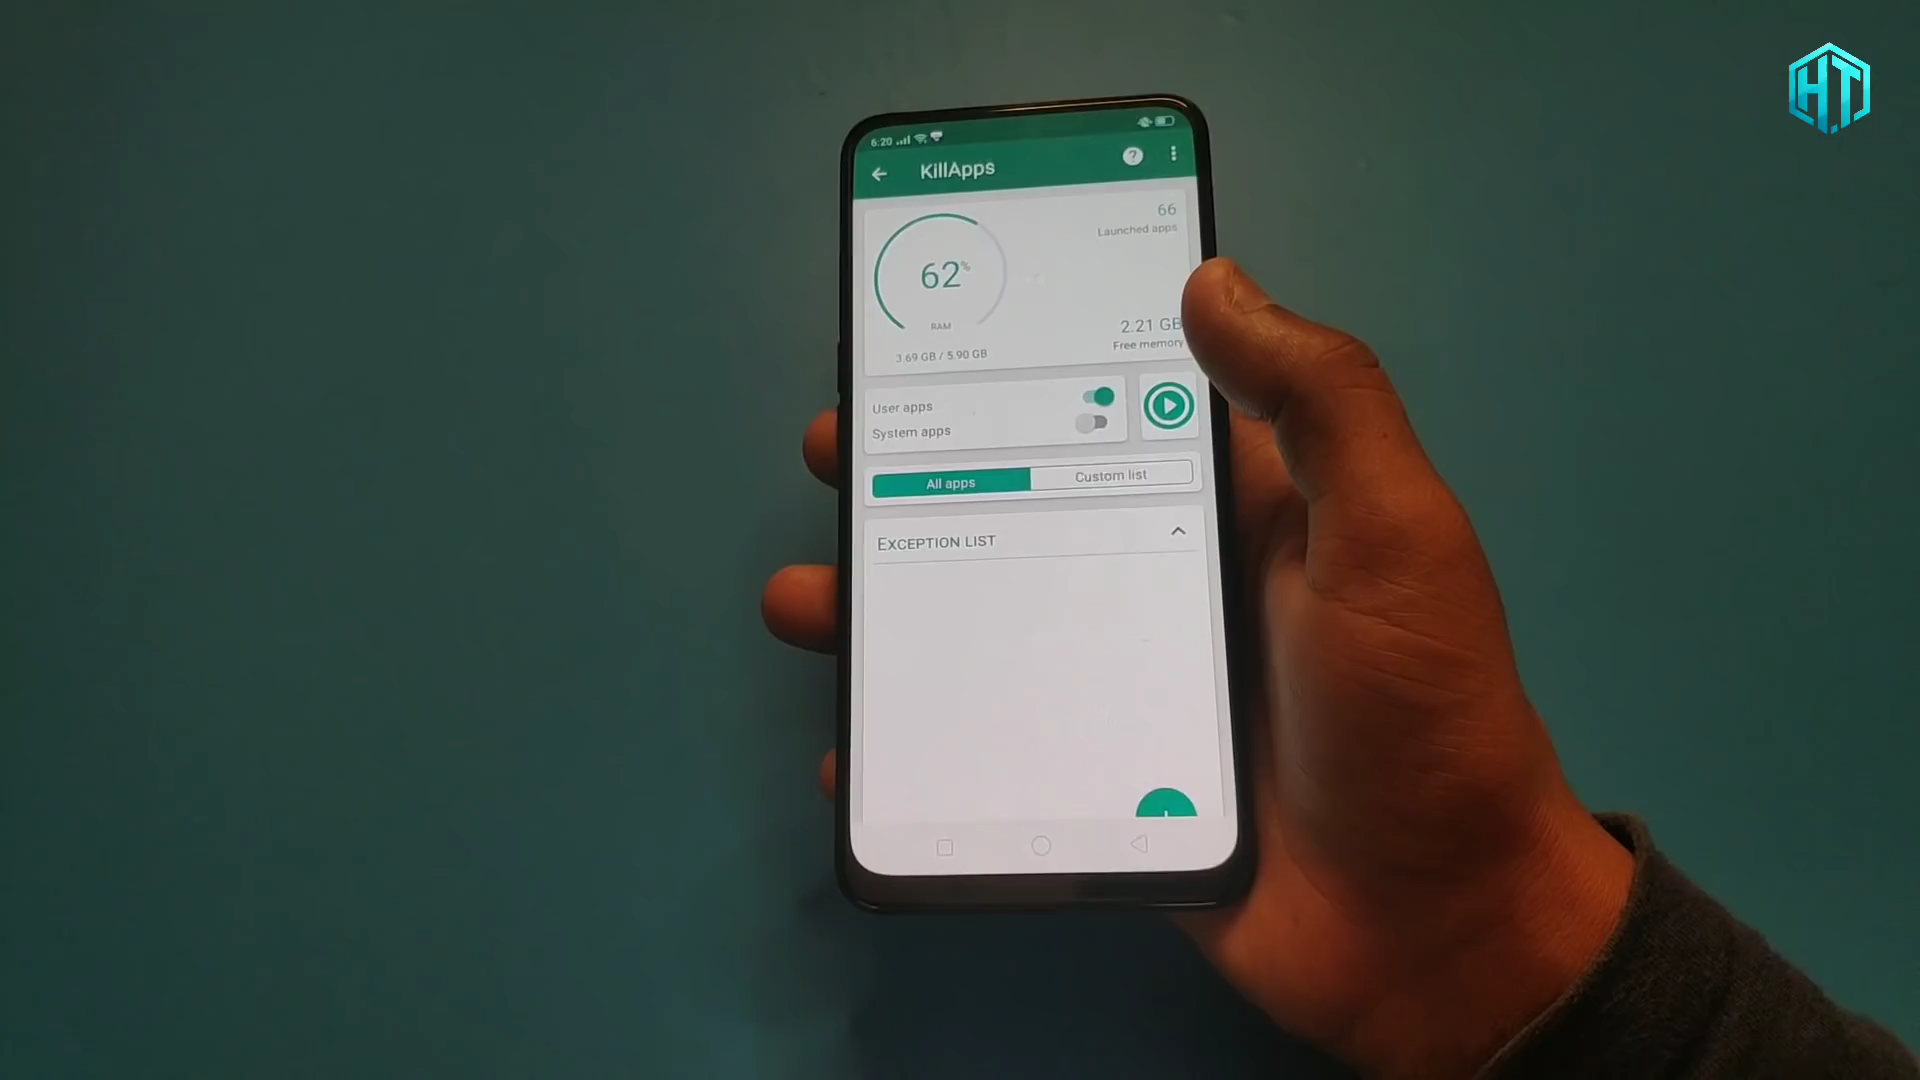 HT
6:20
KillApps
?
66
Launched apps
62%
RAM
3.69 GB / 5.90 GB
2.21 GB
Free memory
User apps
System apps
All apps
Custom list
EXCEPTION LIST